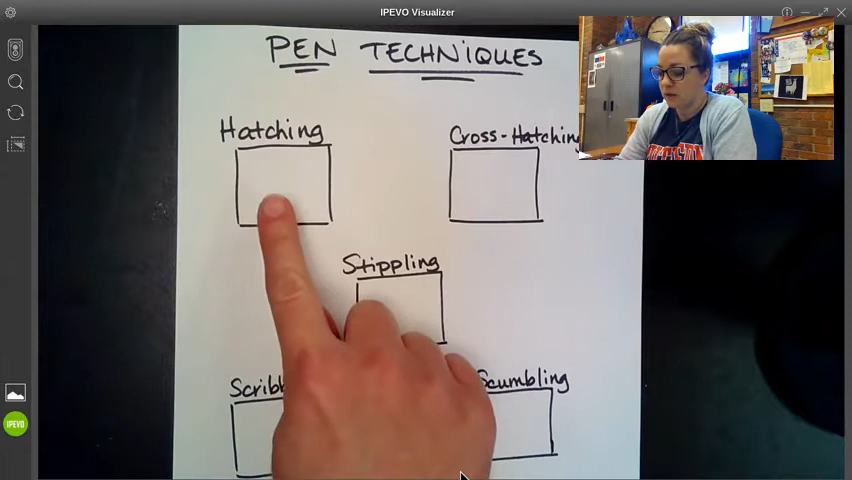 IPEVO Visualizer
PEN TECHNIQUES
Hatching
Cross-Hatching
Stippling
Scumbling
IPEVO